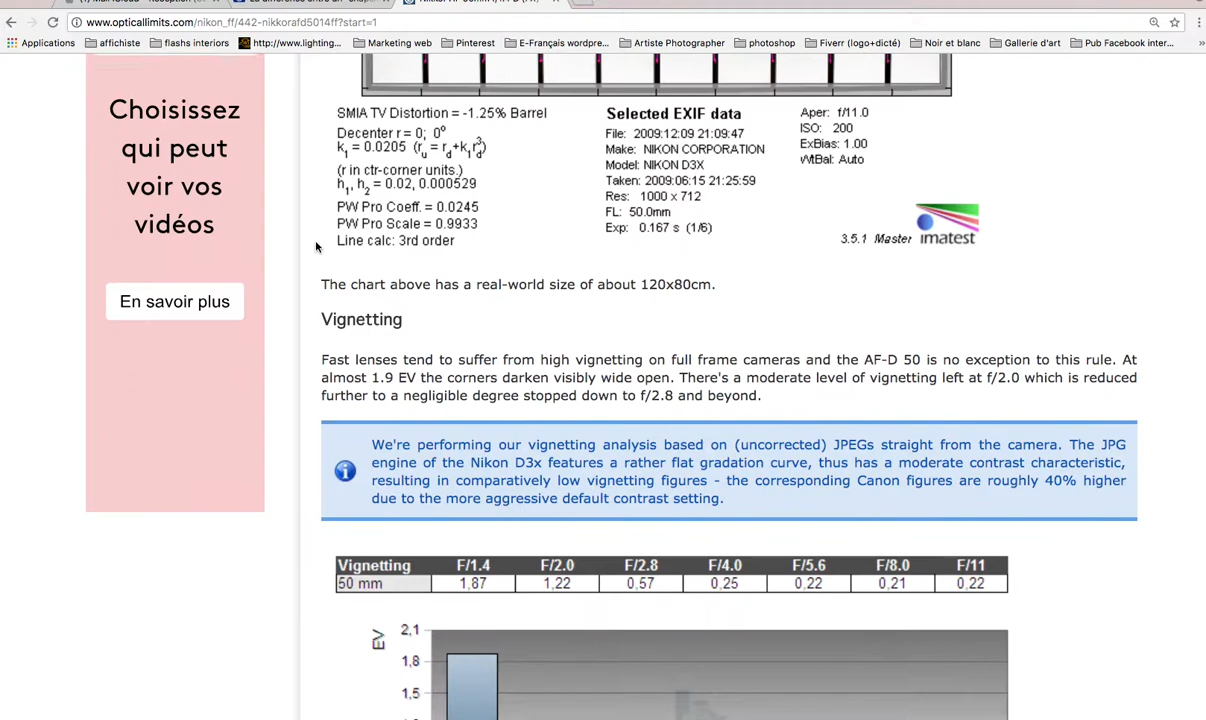 www.opticallimits.com/nikon_ff/442-nikkorafd5014ff?start=1
Applications
affichiste
flashs interiors
http://www.lighting...
Marketing web
Pinterest
E-Français wordpre...
Artiste Photographer
photoshop
Fiverr (logo+dicté)
Noir et blanc
Gallerie d'art
Pub Facebook inter...
»
Choisissez
qui peut
voir vos
vidéos
En savoir plus
SMIA TV Distortion = -1.25% Barrel
Decenter r = 0; 0°
k₁ = 0.0205 (rᵤ = r_d+k₁r_d³)
(r in ctr-corner units.)
h₁, h₂ = 0.02, 0.000529
PW Pro Coeff. = 0.0245
PW Pro Scale = 0.9933
Line calc: 3rd order
Selected EXIF data
File: 2009:12:09 21:09:47
Make: NIKON CORPORATION
Model: NIKON D3X
Taken: 2009:06:15 21:25:59
Res: 1000 x 712
FL: 50.0mm
Exp: 0.167 s (1/6)
Aper: f/11.0
ISO: 200
ExBias: 1.00
WtBal: Auto
3.5.1 Master imatest
The chart above has a real-world size of about 120x80cm.
Vignetting
Fast lenses tend to suffer from high vignetting on full frame cameras and the AF-D 50 is no exception to this rule. At
almost 1.9 EV the corners darken visibly wide open. There's a moderate level of vignetting left at f/2.0 which is reduced
further to a negligible degree stopped down to f/2.8 and beyond.
We're performing our vignetting analysis based on (uncorrected) JPEGs straight from the camera. The JPG
engine of the Nikon D3x features a rather flat gradation curve, thus has a moderate contrast characteristic,
resulting in comparatively low vignetting figures - the corresponding Canon figures are roughly 40% higher
due to the more aggressive default contrast setting.
Vignetting F/1.4 F/2.0 F/2.8 F/4.0 F/5.6 F/8.0 F/11
50 mm 1,87 1,22 0,57 0,25 0,22 0,21 0,22
EV
2,1
1,8
1,5